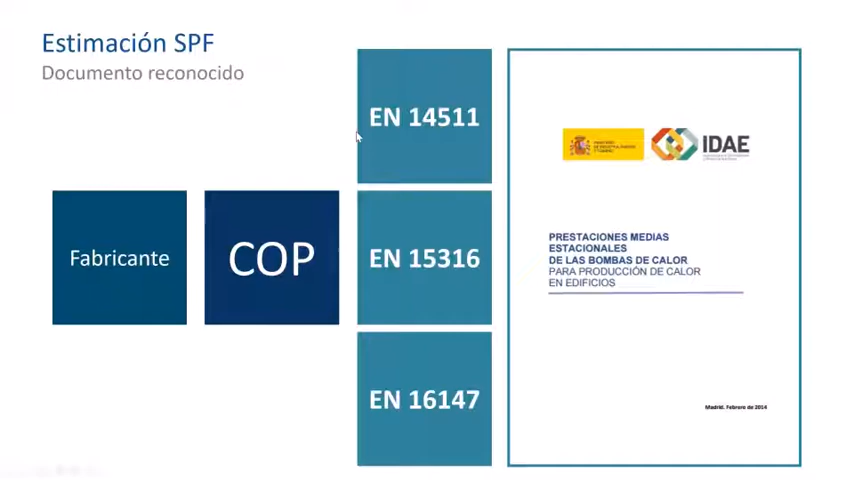 Estimación SPF
Documento reconocido
Fabricante
COP
EN 14511
EN 15316
EN 16147
IDAE
PRESTACIONES MEDIAS
ESTACIONALES
DE LAS BOMBAS DE CALOR
PARA PRODUCCIÓN DE CALOR
EN EDIFICIOS
Madrid. Febrero de 2014